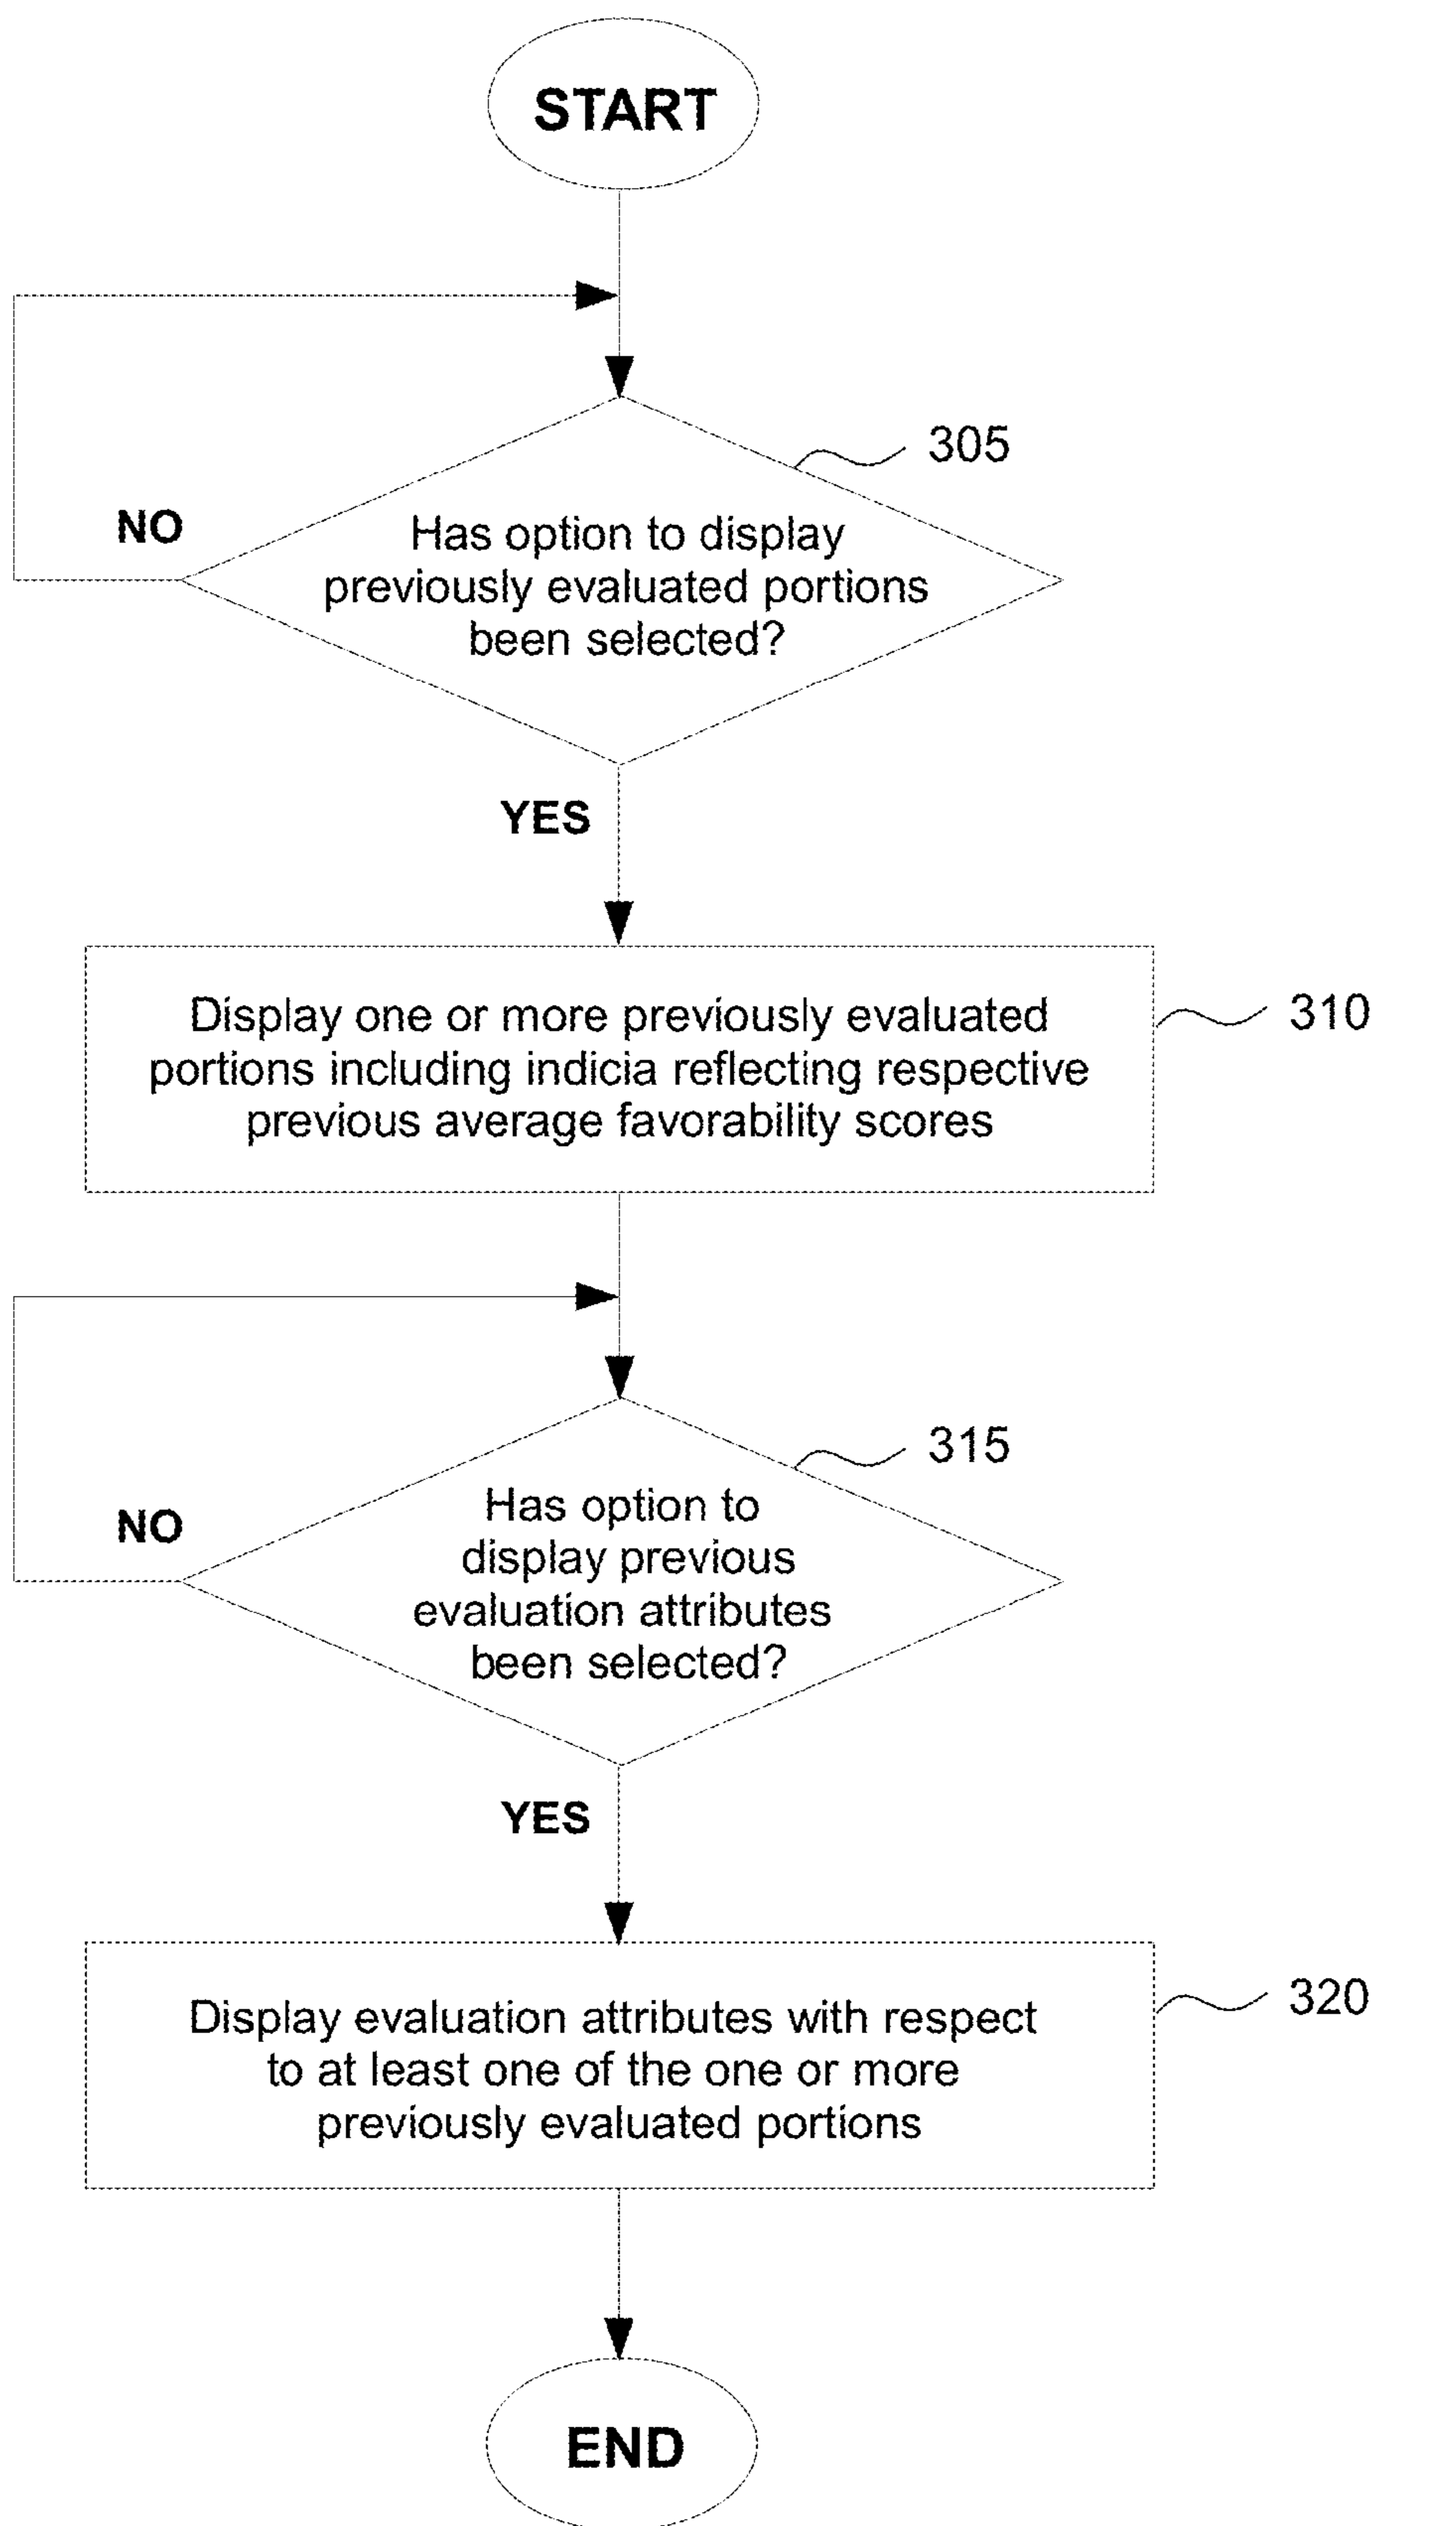 START
305
NO
Has option to display
previously evaluated portions
been selected?
YES
Display one or more previously evaluated
portions including indicia reflecting respective
previous average favorability scores
310
315
NO
Has option to
display previous
evaluation attributes
been selected?
YES
Display evaluation attributes with respect
to at least one of the one or more
previously evaluated portions
320
END